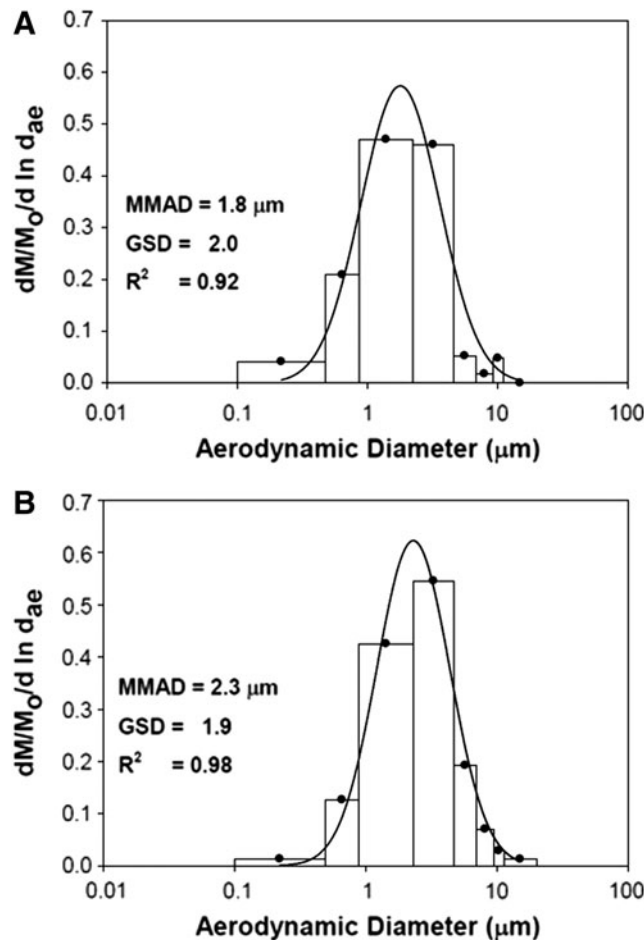 A
dM/M₀/d ln dₐₑ
0.7
0.6
0.5
0.4
0.3
0.2
0.1
0.0
MMAD = 1.8 μm
GSD = 2.0
R² = 0.92
0.01 0.1 1 10 100
Aerodynamic Diameter (μm)
B
dM/M₀/d ln dₐₑ
0.7
0.6
0.5
0.4
0.3
0.2
0.1
0.0
MMAD = 2.3 μm
GSD = 1.9
R² = 0.98
0.01 0.1 1 10 100
Aerodynamic Diameter (μm)